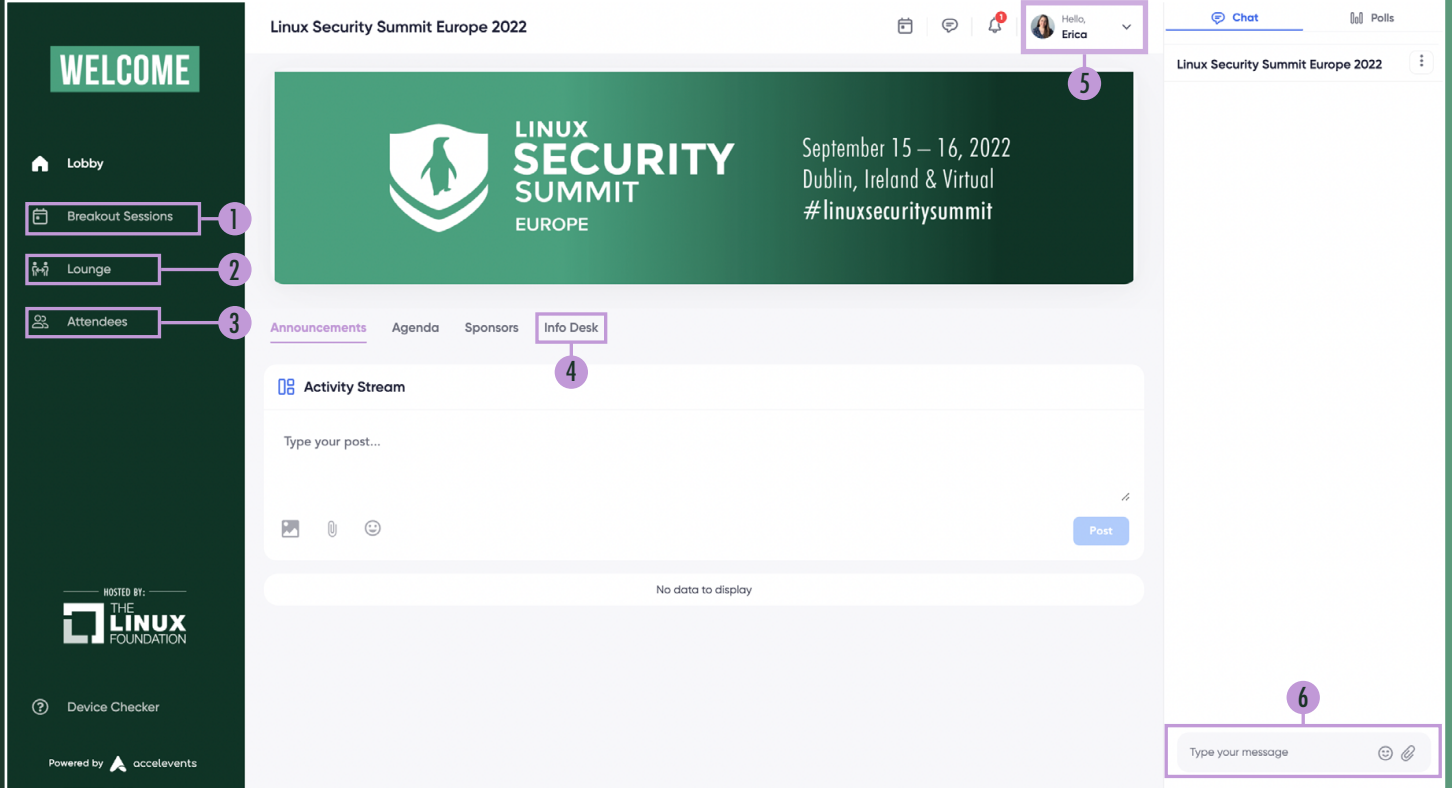 WELCOME
Lobby
Breakout Sessions
1
Lounge
2
Attendees
3
HOSTED BY:
THE
LINUX
FOUNDATION
Device Checker
Powered by accelevents
Linux Security Summit Europe 2022
1
Hello,
Erica
5
LINUX
SECURITY
SUMMIT
EUROPE
September 15 – 16, 2022
Dublin, Ireland & Virtual
#linuxsecuritysummit
Announcements Agenda Sponsors Info Desk
4
Activity Stream
Type your post...
Post
No data to display
Chat Polls
Linux Security Summit Europe 2022
6
Type your message